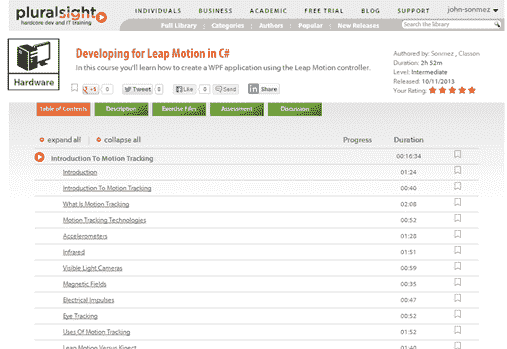 pluralsight
hardcore dev and IT training
INDIVIDUALS BUSINESS ACADEMIC FREE TRIAL BLOG SUPPORT john-sonmez
Full Library Categories Authors Popular New Releases Search the library
Hardware
Developing for Leap Motion in C#
In this course you'll learn how to create a WPF application using the Leap Motion controller.
Authored by: Sonmez , Classon
Duration: 2h 52m
Level: Intermediate
Released: 10/11/2013
Your Rating:
+1 0 Tweet 0 Like 0 Send Share
Table of Contents Description Exercise Files Assessment Discussion
expand all collapse all Progress Duration
Introduction To Motion Tracking 00:16:34
Introduction 01:24
Introduction To Motion Tracking 00:40
What Is Motion Tracking 02:08
Motion Tracking Technologies 00:52
Accelerometers 01:28
Infrared 01:51
Visible Light Cameras 00:59
Magnetic Fields 00:35
Electrical Impulses 00:47
Eye Tracking 00:52
Uses Of Motion Tracking 01:52
Leap Motion Versus Kinect 01:40